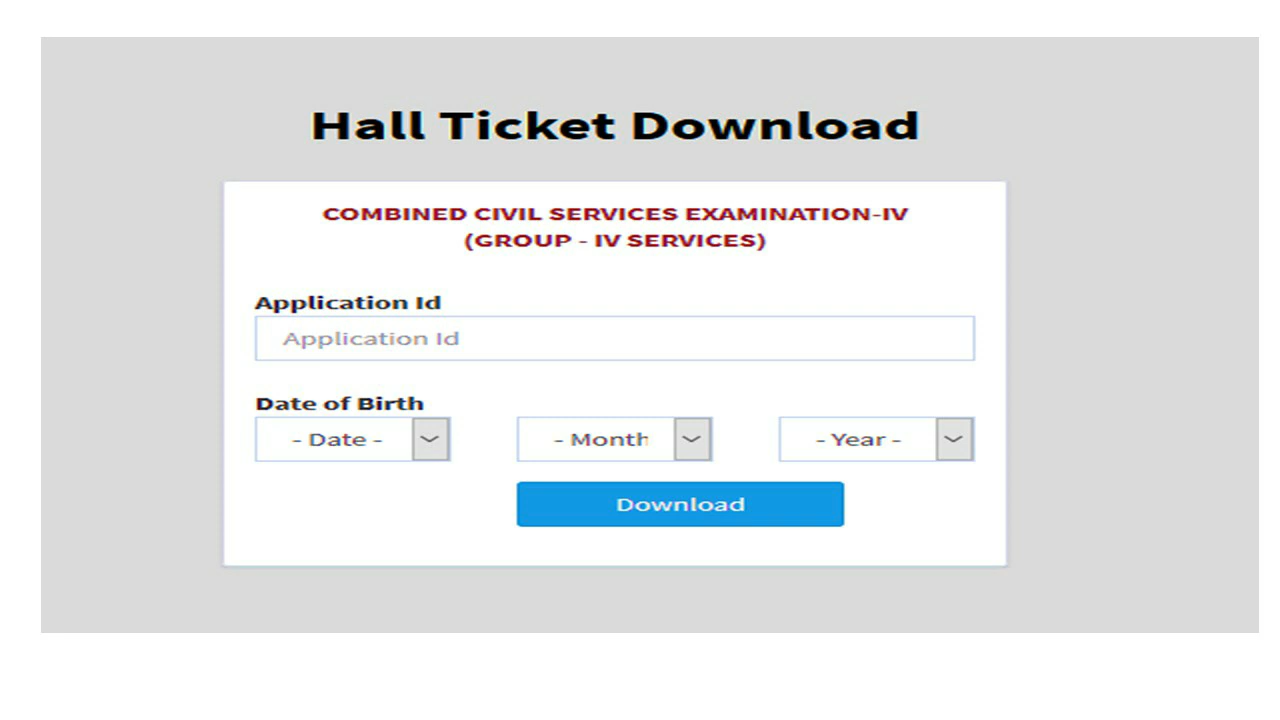 Hall Ticket Download
COMBINED CIVIL SERVICES EXAMINATION-IV
(GROUP - IV SERVICES)
Application Id
Application Id
Date of Birth
- Date - - Month - Year -
Download